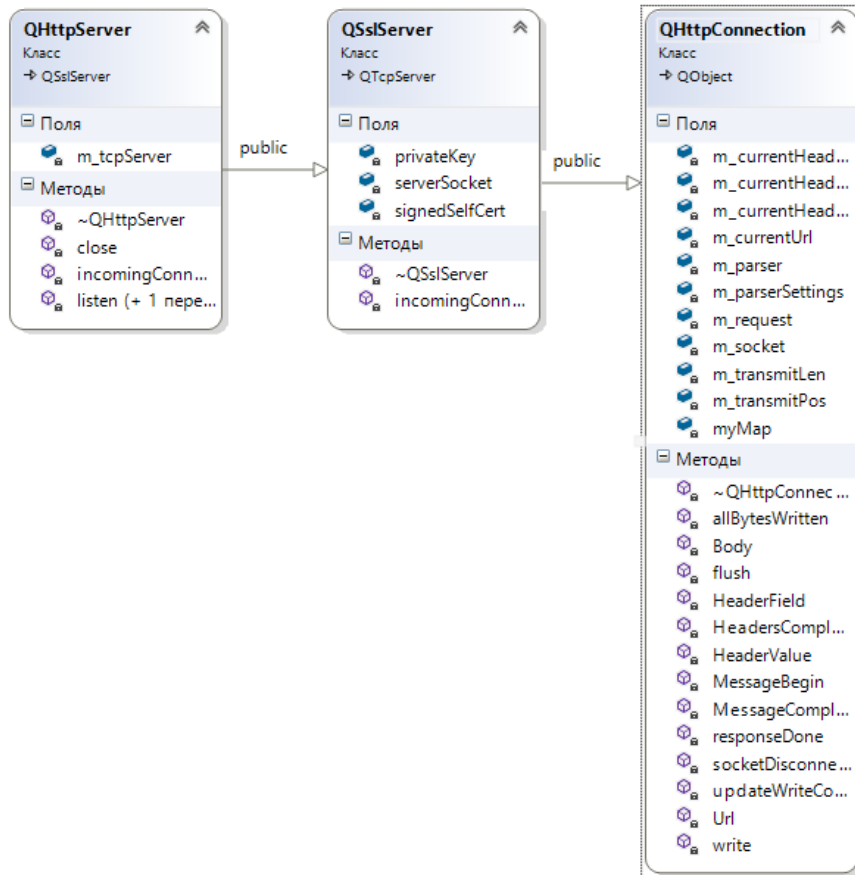 QHttpServer
Класс
QSslServer
Поля
m_tcpServer
Методы
~QHttpServer
close
incomingConn...
listen (+ 1 пере...
public
QSslServer
Класс
QTcpServer
Поля
privateKey
serverSocket
signedSelfCert
Методы
~QSslServer
incomingConn...
public
QHttpConnection
Класс
QObject
Поля
m_currentHead...
m_currentHead...
m_currentHead...
m_currentUrl
m_parser
m_parserSettings
m_request
m_socket
m_transmitLen
m_transmitPos
myMap
Методы
~QHttpConnec...
allBytesWritten
Body
flush
HeaderField
HeadersCompl...
HeaderValue
MessageBegin
MessageCompl...
responseDone
socketDisconne...
updateWriteCo...
Url
write